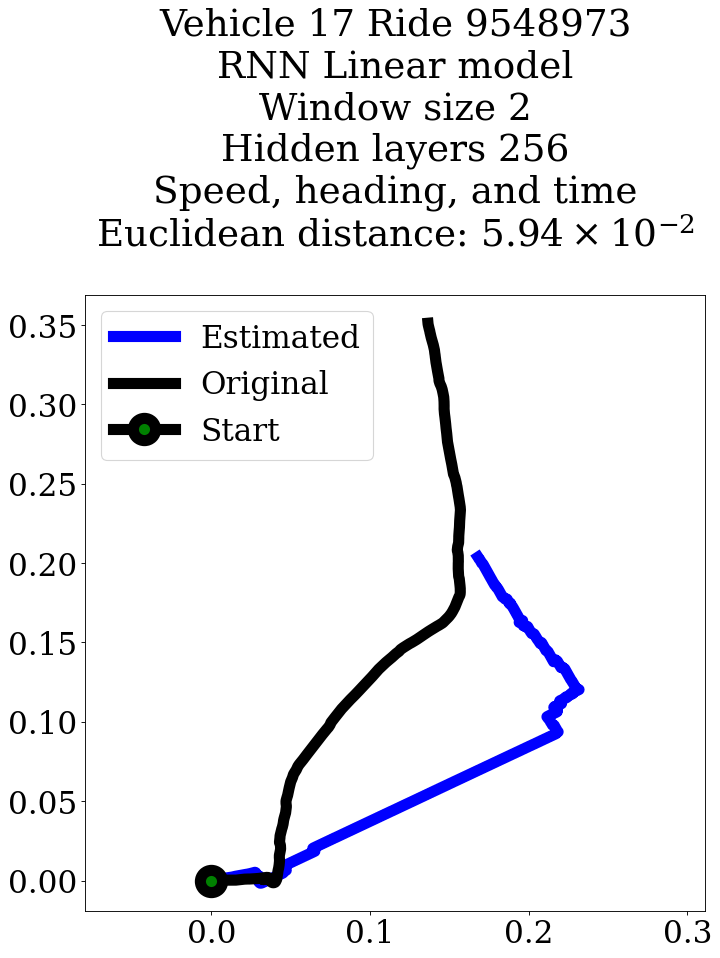 Vehicle 17 Ride 9548973
RNN Linear model
Window size 2
Hidden layers 256
Speed, heading, and time
Euclidean distance: 5.94 × 10⁻²
Estimated
Original
Start
0.35
0.30
0.25
0.20
0.15
0.10
0.05
0.00
0.0 0.1 0.2 0.3